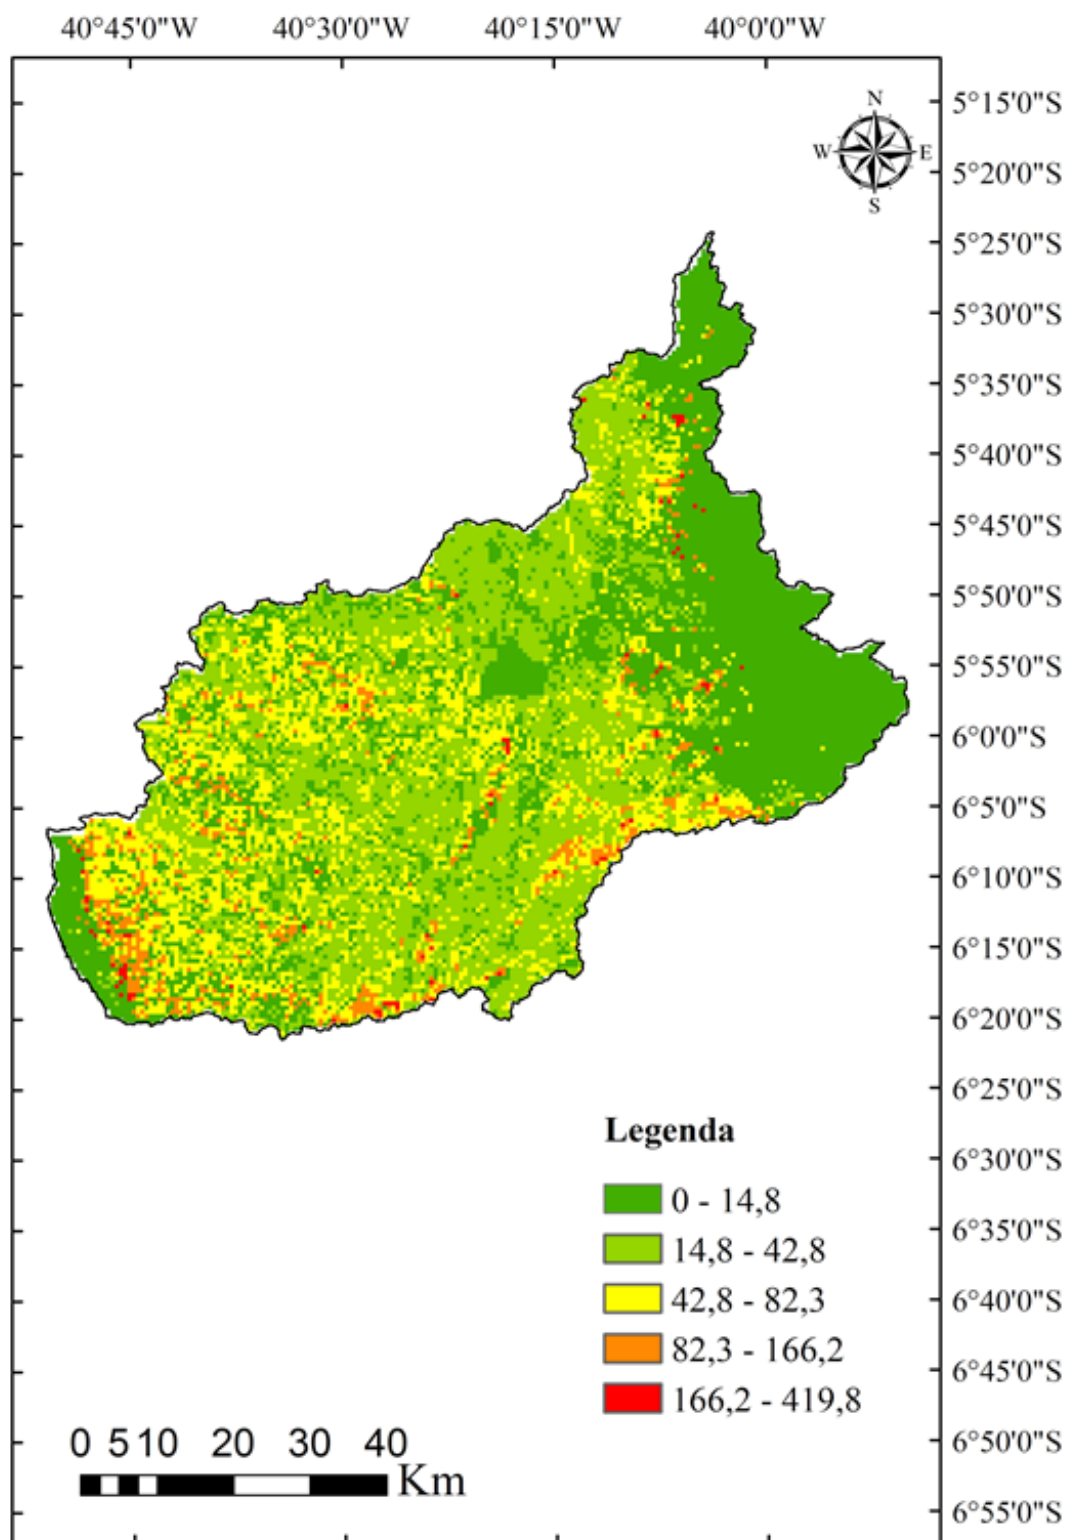 40°45'0"W 40°30'0"W 40°15'0"W 40°0'0"W
5°15'0"S
N
W E
S
5°20'0"S
5°25'0"S
5°30'0"S
5°35'0"S
5°40'0"S
5°45'0"S
5°50'0"S
5°55'0"S
6°0'0"S
6°5'0"S
6°10'0"S
6°15'0"S
6°20'0"S
6°25'0"S
6°30'0"S
6°35'0"S
6°40'0"S
6°45'0"S
6°50'0"S
6°55'0"S
Legenda
0 - 14,8
14,8 - 42,8
42,8 - 82,3
82,3 - 166,2
166,2 - 419,8
0 5 10 20 30 40
Km